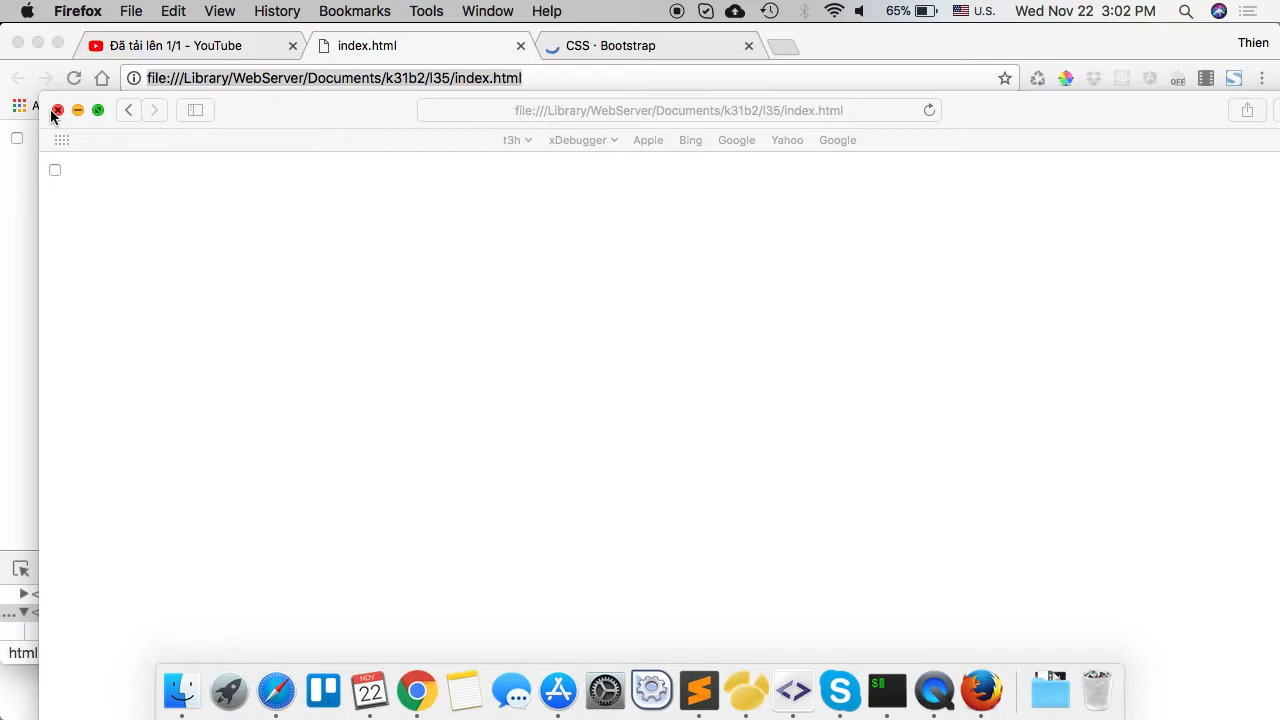 Firefox File Edit View History Bookmarks Tools Window Help 65% U.S. Wed Nov 22 3:02 PM
Đã tải lên 1/1 - YouTube index.html CSS · Bootstrap Thien
file:///Library/WebServer/Documents/k31b2/l35/index.html OFF
A
file:///Library/WebServer/Documents/k31b2/l35/index.html
t3h xDebugger Apple Bing Google Yahoo Google
... <
html
NOV
22
S
$